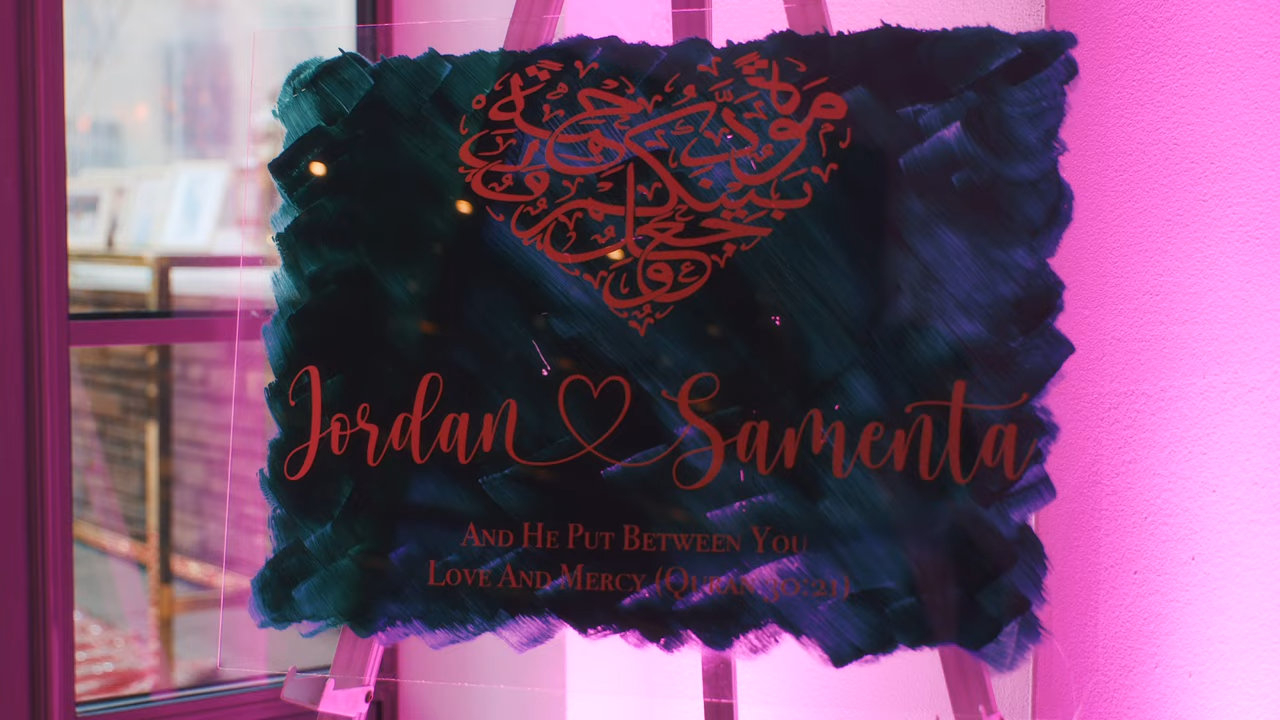 مودة ورحمة
بينكم
وجعل
Jordan Samenta
And He Put Between You
Love And Mercy (Quran 30:21)